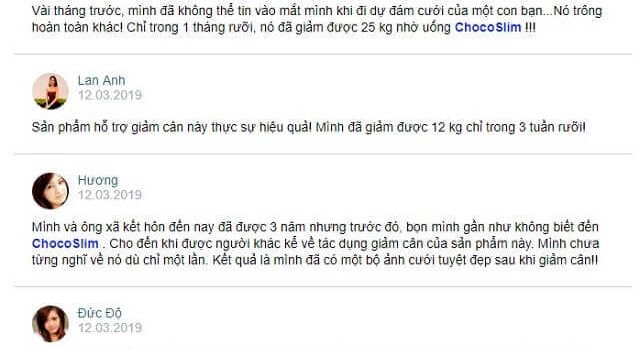 Vài tháng trước, mình đã không thể tin vào mắt mình khi đi dự đám cưới của một con bạn...Nó trông
hoàn toàn khác! Chỉ trong 1 tháng rưỡi, nó đã giảm được 25 kg nhờ uống ChocoSlim !!!
Lan Anh
12.03.2019
Sản phẩm hỗ trợ giảm cân này thực sự hiệu quả! Mình đã giảm được 12 kg chỉ trong 3 tuần rưỡi!
Hương
12.03.2019
Mình và ông xã kết hôn đến nay đã được 3 năm nhưng trước đó, bọn mình gần như không biết đến
ChocoSlim . Cho đến khi được người khác kể về tác dụng giảm cân của sản phẩm này. Mình chưa
từng nghĩ về nó dù chỉ một lần. Kết quả là mình đã có một bộ ảnh cưới tuyệt đẹp sau khi giảm cân!!
Đức Độ
12.03.2019